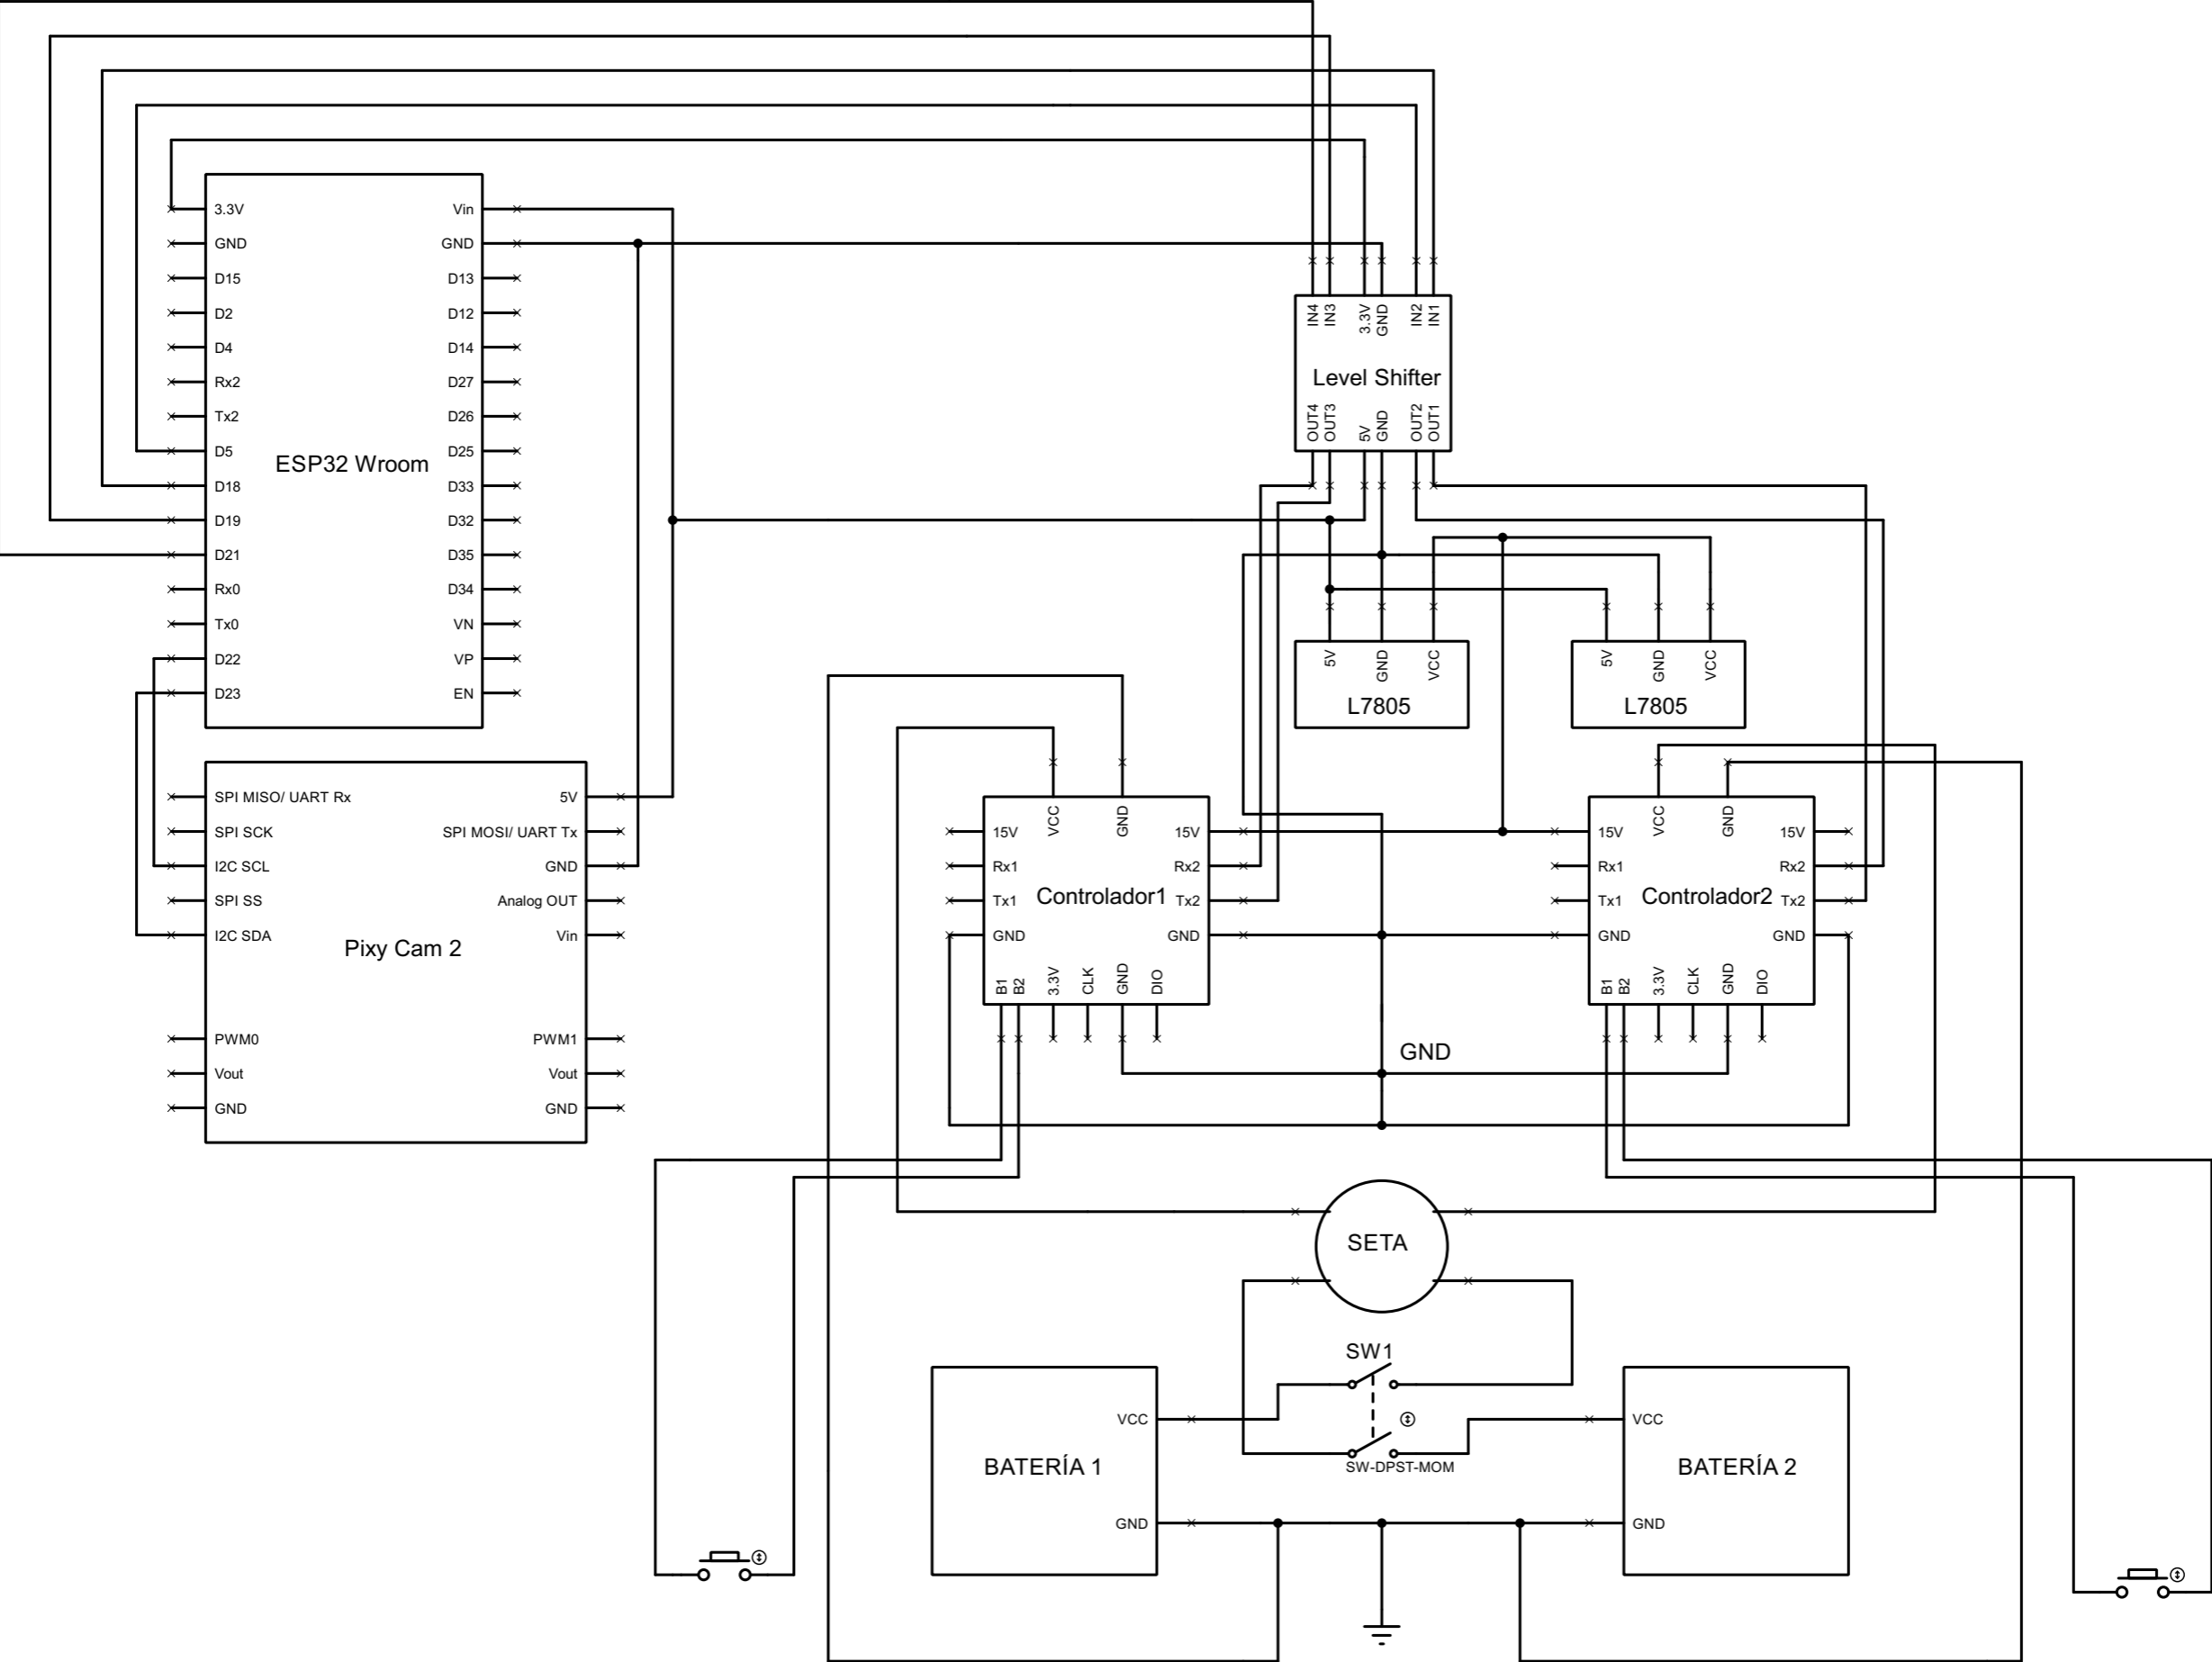 3.3V
GND
D15
D2
D4
Rx2
Tx2
D5
D18
D19
D21
Rx0
Tx0
D22
D23
ESP32 Wroom
Vin
GND
D13
D12
D14
D27
D26
D25
D33
D32
D35
D34
VN
VP
EN
IN4
IN3
3.3V
GND
IN2
IN1
Level Shifter
OUT4
OUT3
5V
GND
OUT2
OUT1
5V
GND
VCC
L7805
5V
GND
VCC
L7805
SPI MISO/ UART Rx
SPI SCK
I2C SCL
SPI SS
I2C SDA
PWM0
Vout
GND
Pixy Cam 2
5V
SPI MOSI/ UART Tx
GND
Analog OUT
Vin
PWM1
Vout
GND
VCC
GND
15V
Rx1
Tx1
GND
Controlador1
15V
Rx2
Tx2
GND
B1
B2
3.3V
CLK
GND
DIO
VCC
GND
15V
Rx1
Tx1
GND
Controlador2
15V
Rx2
Tx2
GND
B1
B2
3.3V
CLK
GND
DIO
GND
SETA
SW1
SW-DPST-MOM
BATERÍA 1
VCC
GND
VCC
GND
BATERÍA 2